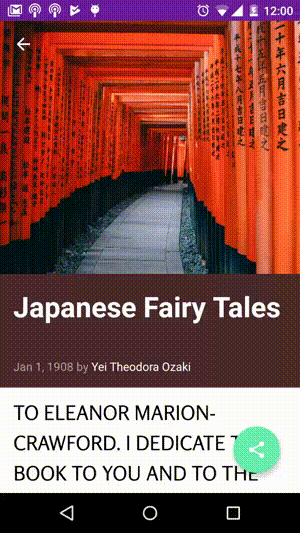 12:00
Japanese Fairy Tales
Jan 1, 1908 by Yei Theodora Ozaki
TO ELEANOR MARION-
CRAWFORD. I DEDICATE
BOOK TO YOU AND TO THE